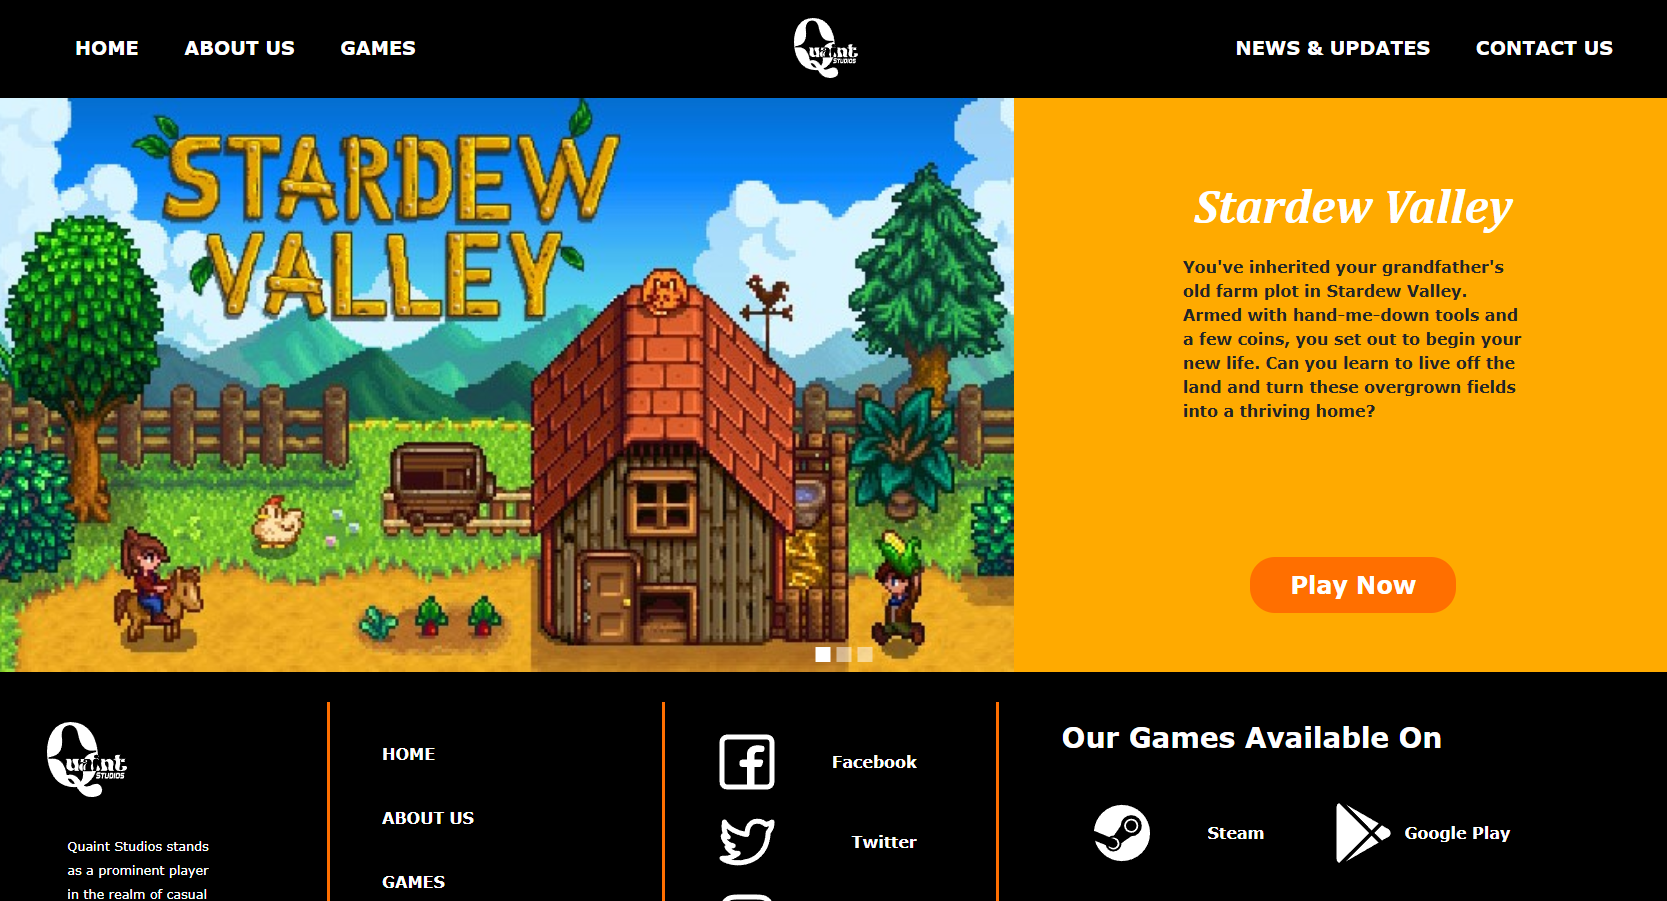 HOME ABOUT US GAMES
Quaint
STUDIOS
NEWS & UPDATES CONTACT US
STARDEW
VALLEY
Stardew Valley
You've inherited your grandfather's
old farm plot in Stardew Valley.
Armed with hand-me-down tools and
a few coins, you set out to begin your
new life. Can you learn to live off the
land and turn these overgrown fields
into a thriving home?
Play Now
Quaint
STUDIOS
Quaint Studios stands
as a prominent player
in the realm of casual
HOME
ABOUT US
GAMES
Facebook
Twitter
Our Games Available On
Steam
Google Play